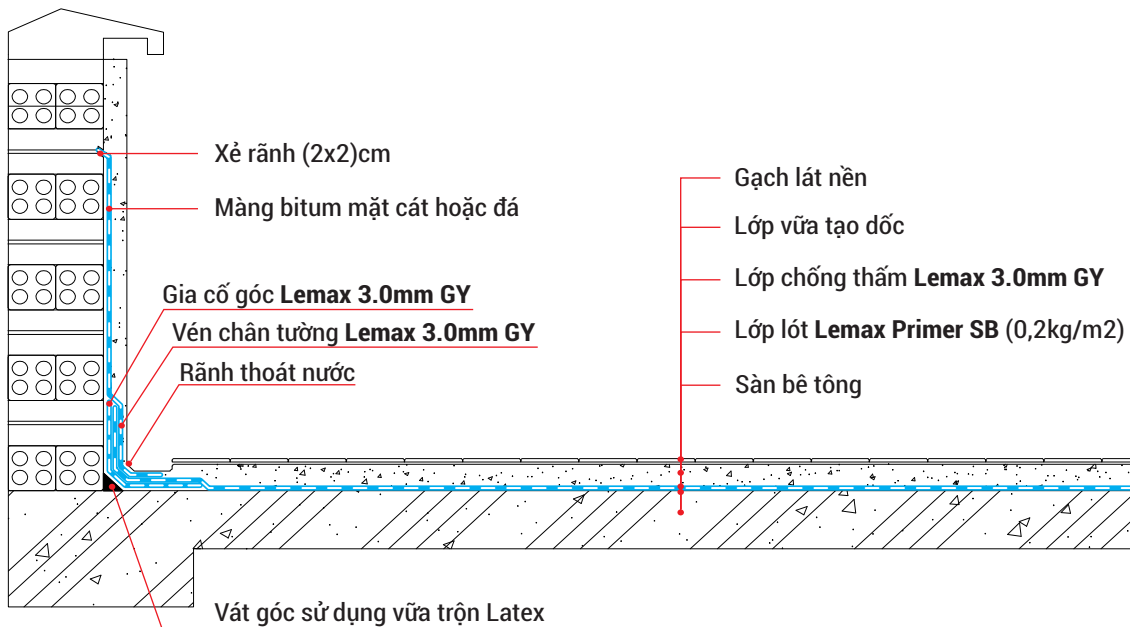 Xẻ rãnh (2x2)cm
Màng bitum mặt cát hoặc đá
Gia cố góc Lemax 3.0mm GY
Vén chân tường Lemax 3.0mm GY
Rãnh thoát nước
Gạch lát nền
Lớp vữa tạo dốc
Lớp chống thấm Lemax 3.0mm GY
Lớp lót Lemax Primer SB (0,2kg/m2)
Sàn bê tông
Vát góc sử dụng vữa trộn Latex